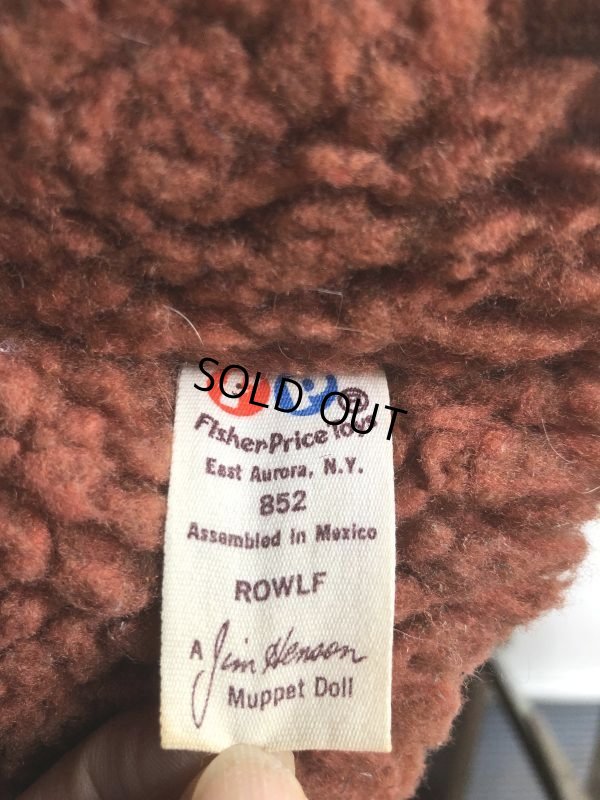 SOLD OUT
Fisher Price Toys
East Aurora, N.Y.
852
Assembled in Mexico
ROWLF
A Jim Henson
Muppet Doll